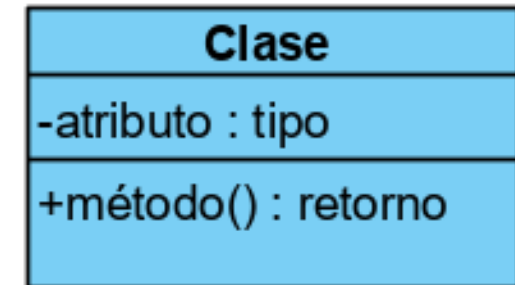 Clase
-atributo : tipo
+método() : retorno